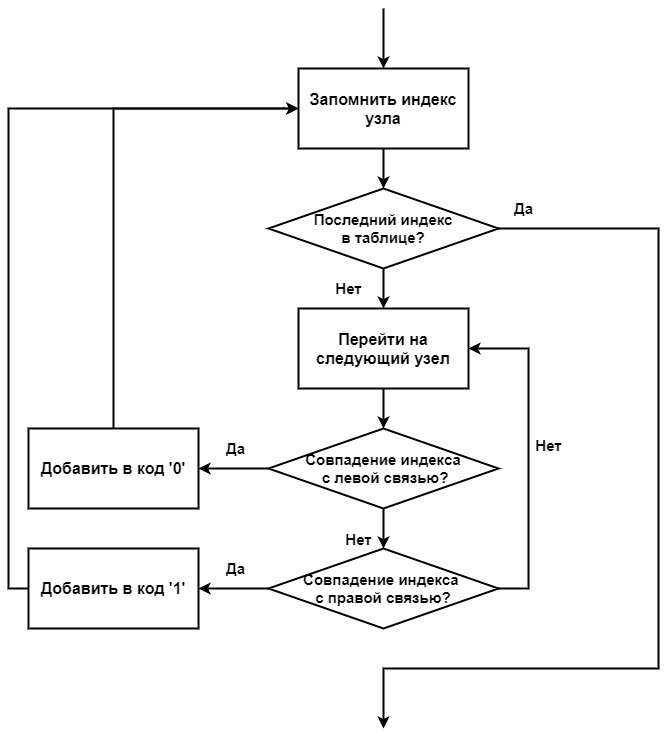 Запомнить индекс
узла
Последний индекс
в таблице?
Да
Нет
Перейти на
следующий узел
Совпадение индекса
с левой связью?
Да
Добавить в код '0'
Нет
Нет
Совпадение индекса
с правой связью?
Да
Добавить в код '1'